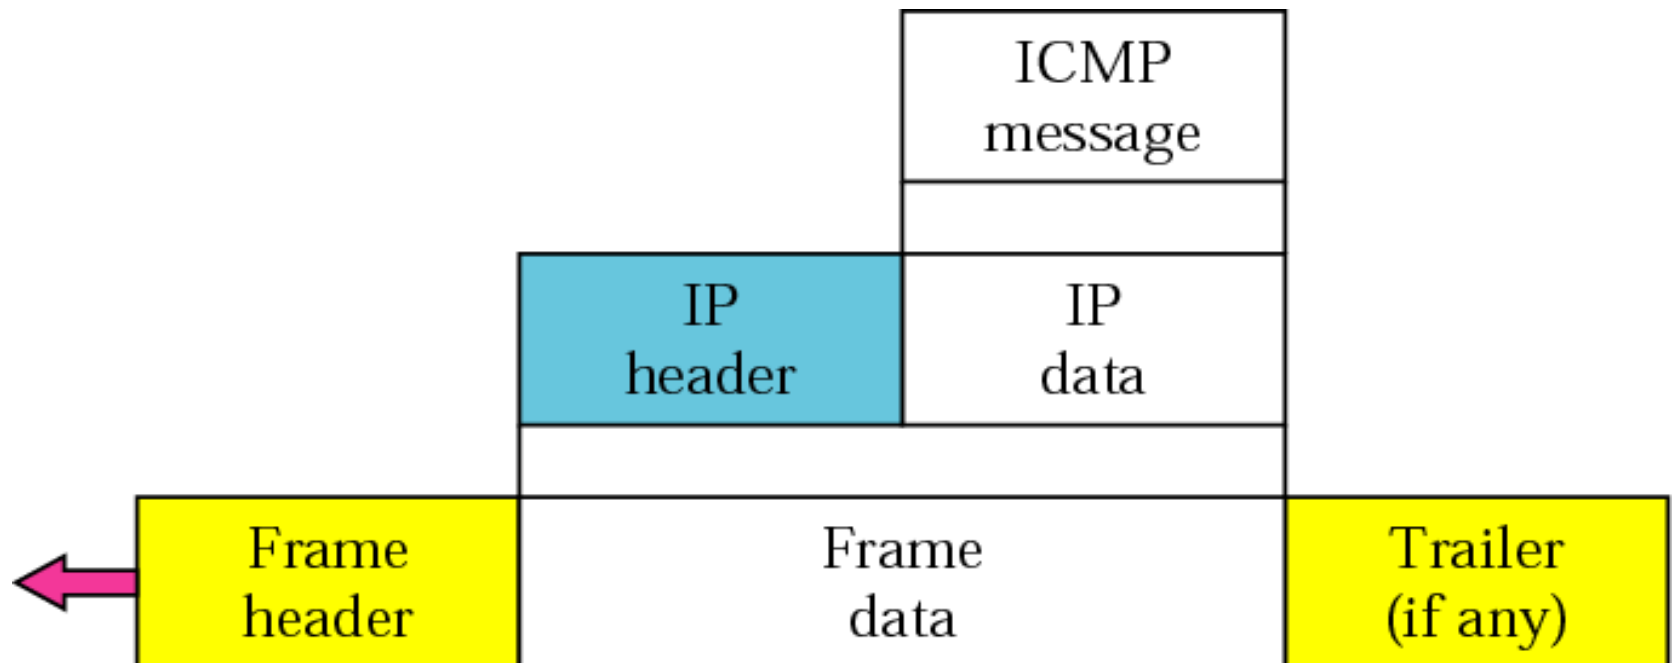 ICMP
message
IP
header
IP
data
Frame
header
Frame
data
Trailer
(if any)